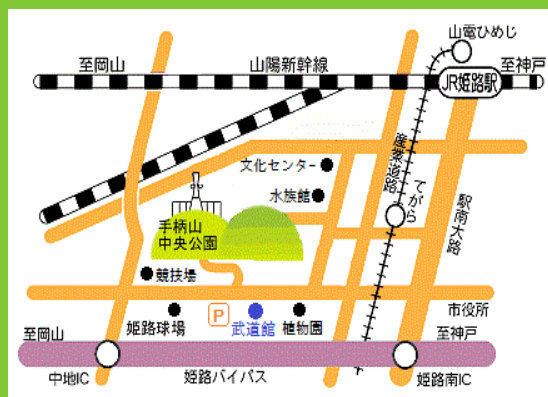 山電ひめじ
至岡山
山陽新幹線
至神戸
JR姫路駅
産業道路
文化センター
水族館
てがら
駅南大路
手柄山
中央公園
競技場
市役所
姫路球場
P
武道館
植物園
至岡山
至神戸
中地IC
姫路バイパス
姫路南IC